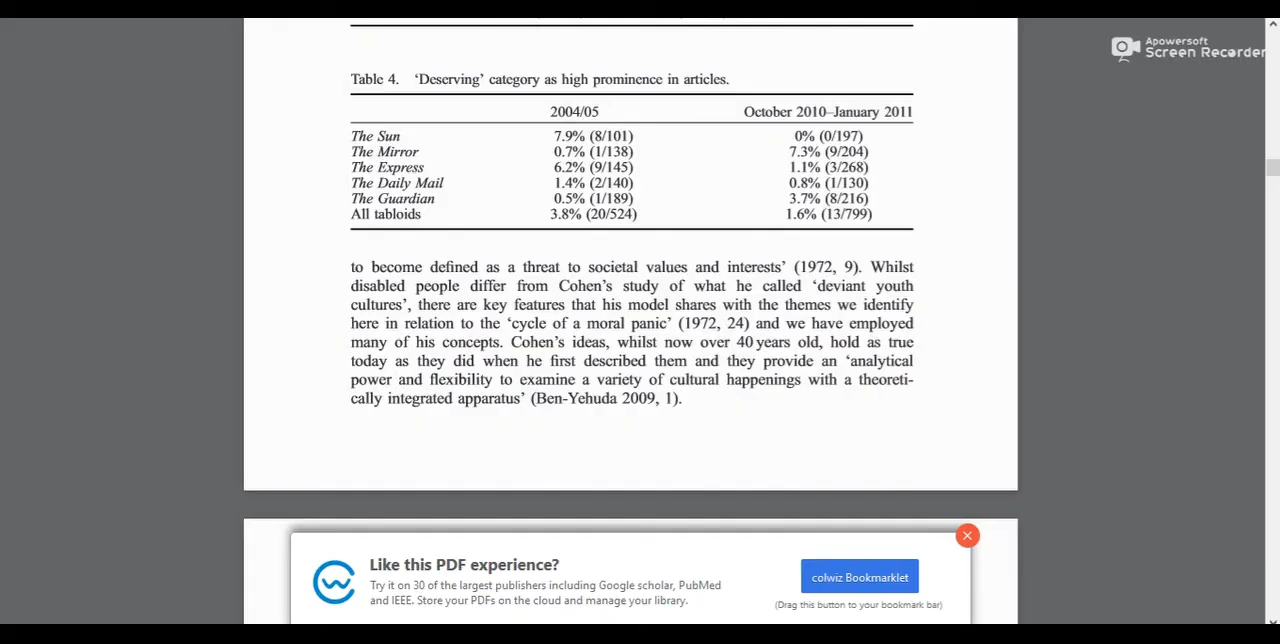 Apowersoft
Screen Recorder
Table 4. ‘Deserving’ category as high prominence in articles.
2004/05 October 2010–January 2011
The Sun 7.9% (8/101) 0% (0/197)
The Mirror 0.7% (1/138) 7.3% (9/204)
The Express 6.2% (9/145) 1.1% (3/268)
The Daily Mail 1.4% (2/140) 0.8% (1/130)
The Guardian 0.5% (1/189) 3.7% (8/216)
All tabloids 3.8% (20/524) 1.6% (13/799)
to become defined as a threat to societal values and interests’ (1972, 9). Whilst
disabled people differ from Cohen’s study of what he called ‘deviant youth
cultures’, there are key features that his model shares with the themes we identify
here in relation to the ‘cycle of a moral panic’ (1972, 24) and we have employed
many of his concepts. Cohen’s ideas, whilst now over 40 years old, hold as true
today as they did when he first described them and they provide an ‘analytical
power and flexibility to examine a variety of cultural happenings with a theoreti-
cally integrated apparatus’ (Ben-Yehuda 2009, 1).
Like this PDF experience?
Try it on 30 of the largest publishers including Google scholar, PubMed
and IEEE. Store your PDFs on the cloud and manage your library.
colwiz Bookmarklet
(Drag this button to your bookmark bar)